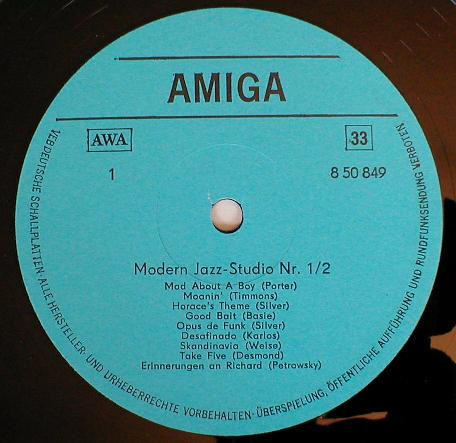 AMIGA
AWA
33
1
8 50 849
Modern Jazz-Studio Nr. 1/2
Mad About A Boy (Porter)
Moanin' (Timmons)
Horace's Theme (Silver)
Good Bait (Basie)
Opus de Funk (Silver)
Desafinado (Karlos)
Skandinavia (Weise)
Take Five (Desmond)
Erinnerungen an Richard (Petrowsky)
VEB DEUTSCHE SCHALLPLATTEN · ALLE HERSTELLER- UND URHEBERRECHTE VORBEHALTEN · ÜBERSPIELUNG, ÖFFENTLICHE AUFFÜHRUNG UND RUNDFUNKSENDUNG VERBOTEN